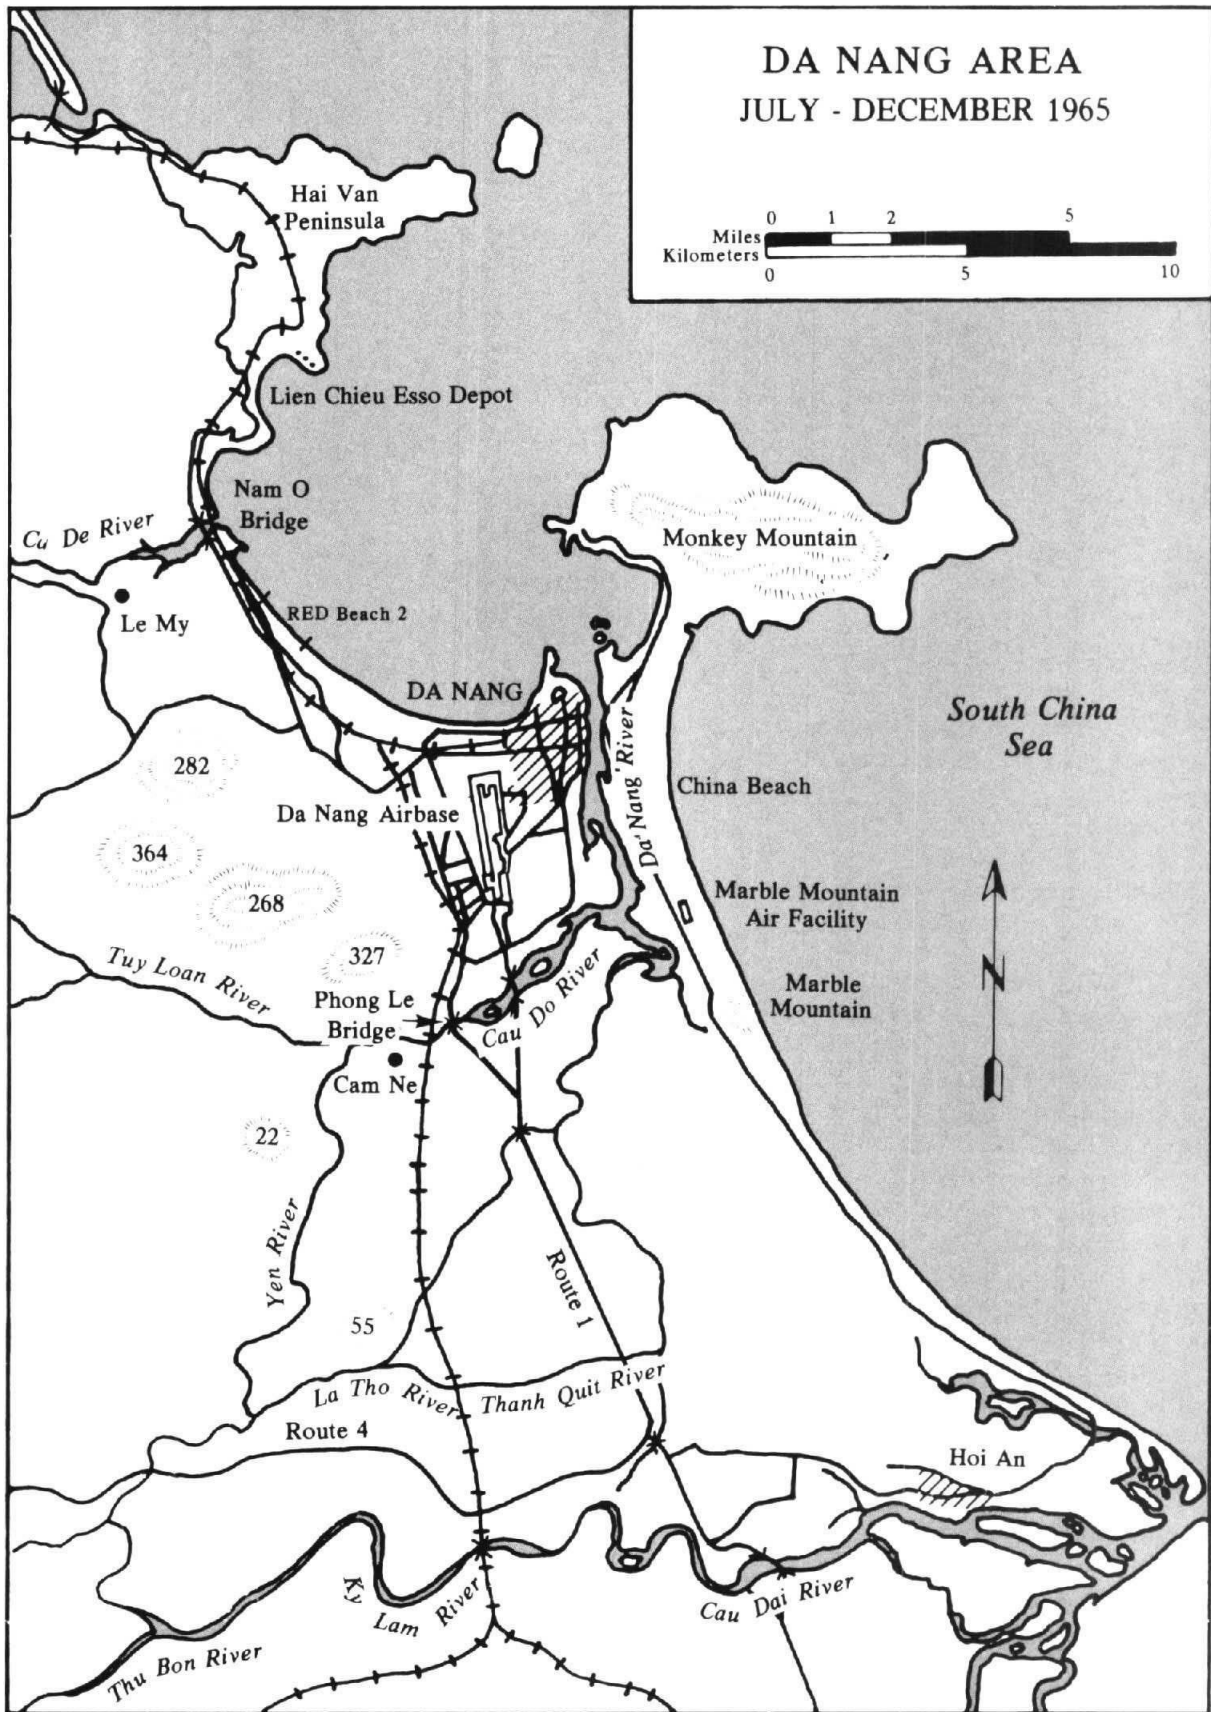 DA NANG AREA
JULY - DECEMBER 1965
0 1 2 5
Miles
Kilometers
0 5 10
Hai Van
Peninsula
Lien Chieu Esso Depot
Nam O
Bridge
Cu De River
Le My
RED Beach 2
Monkey Mountain
DA NANG
South China
Sea
282
Da Nang River
China Beach
Da Nang Airbase
364
268
Marble Mountain
Air Facility
N
327
Tuy Loan River
Marble
Mountain
Phong Le
Bridge
Cau Do River
Cam Ne
22
Yen River
Route 1
55
La Tho River
Thanh Quit River
Route 4
Hoi An
Ky Lam River
Cau Dai River
Thu Bon River